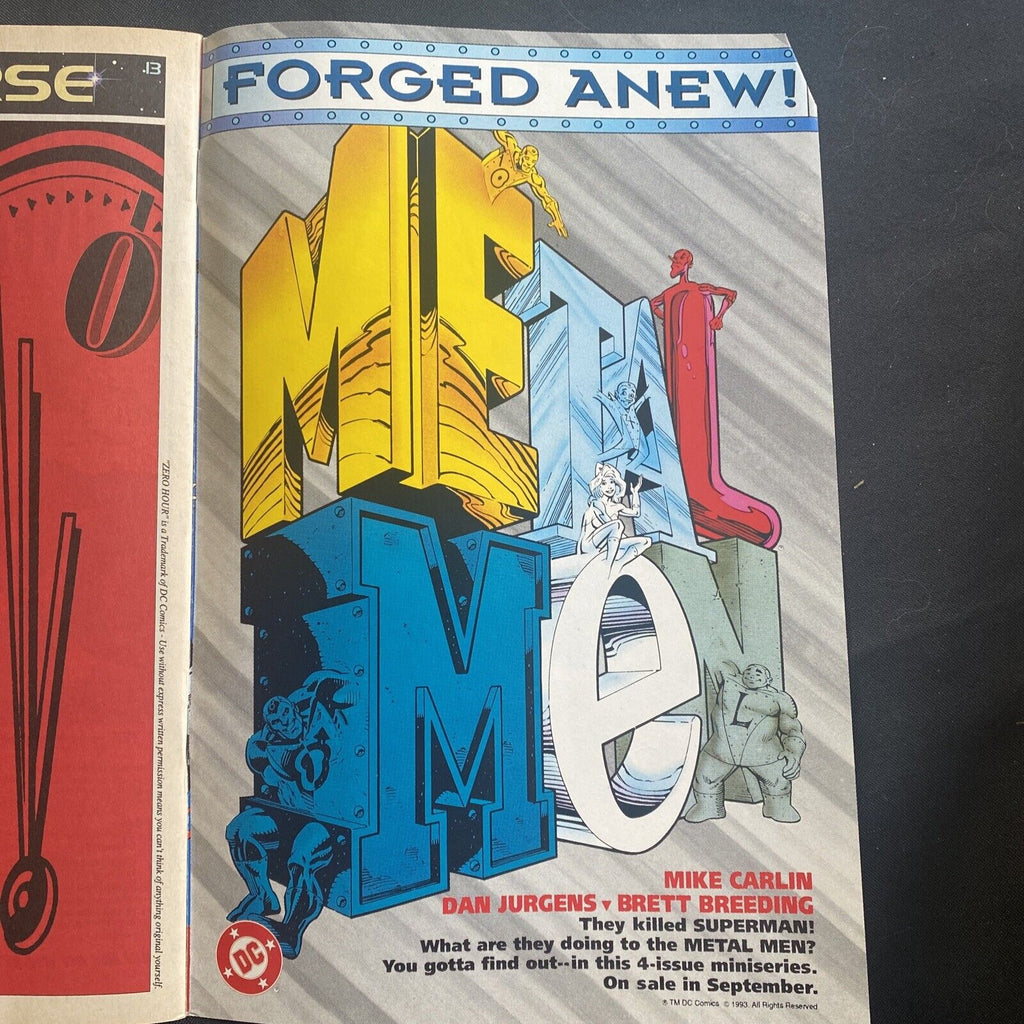 RSE
.13
0
"ZERO HOUR" is a Trademark of DC Comics - Use without express written permission means you can't think of anything original yourself.
FORGED ANEW!
METAL
MEN
L
DC
MIKE CARLIN
DAN JURGENS ▾ BRETT BREEDING
They killed SUPERMAN!
What are they doing to the METAL MEN?
You gotta find out--in this 4-issue miniseries.
On sale in September.
® TM DC Comics © 1993. All Rights Reserved